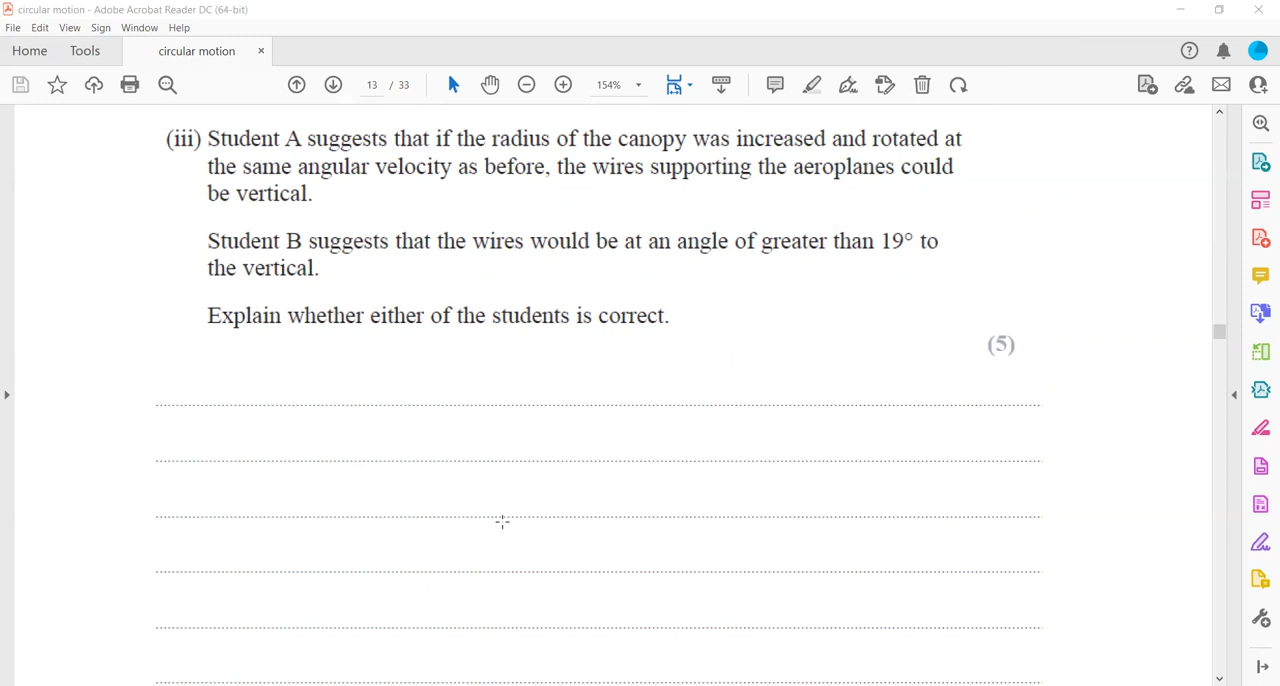 circular motion - Adobe Acrobat Reader DC (64-bit)
File Edit View Sign Window Help
Home Tools circular motion ×
13 / 33 154%
(iii) Student A suggests that if the radius of the canopy was increased and rotated at
the same angular velocity as before, the wires supporting the aeroplanes could
be vertical.
Student B suggests that the wires would be at an angle of greater than 19° to
the vertical.
Explain whether either of the students is correct.
(5)